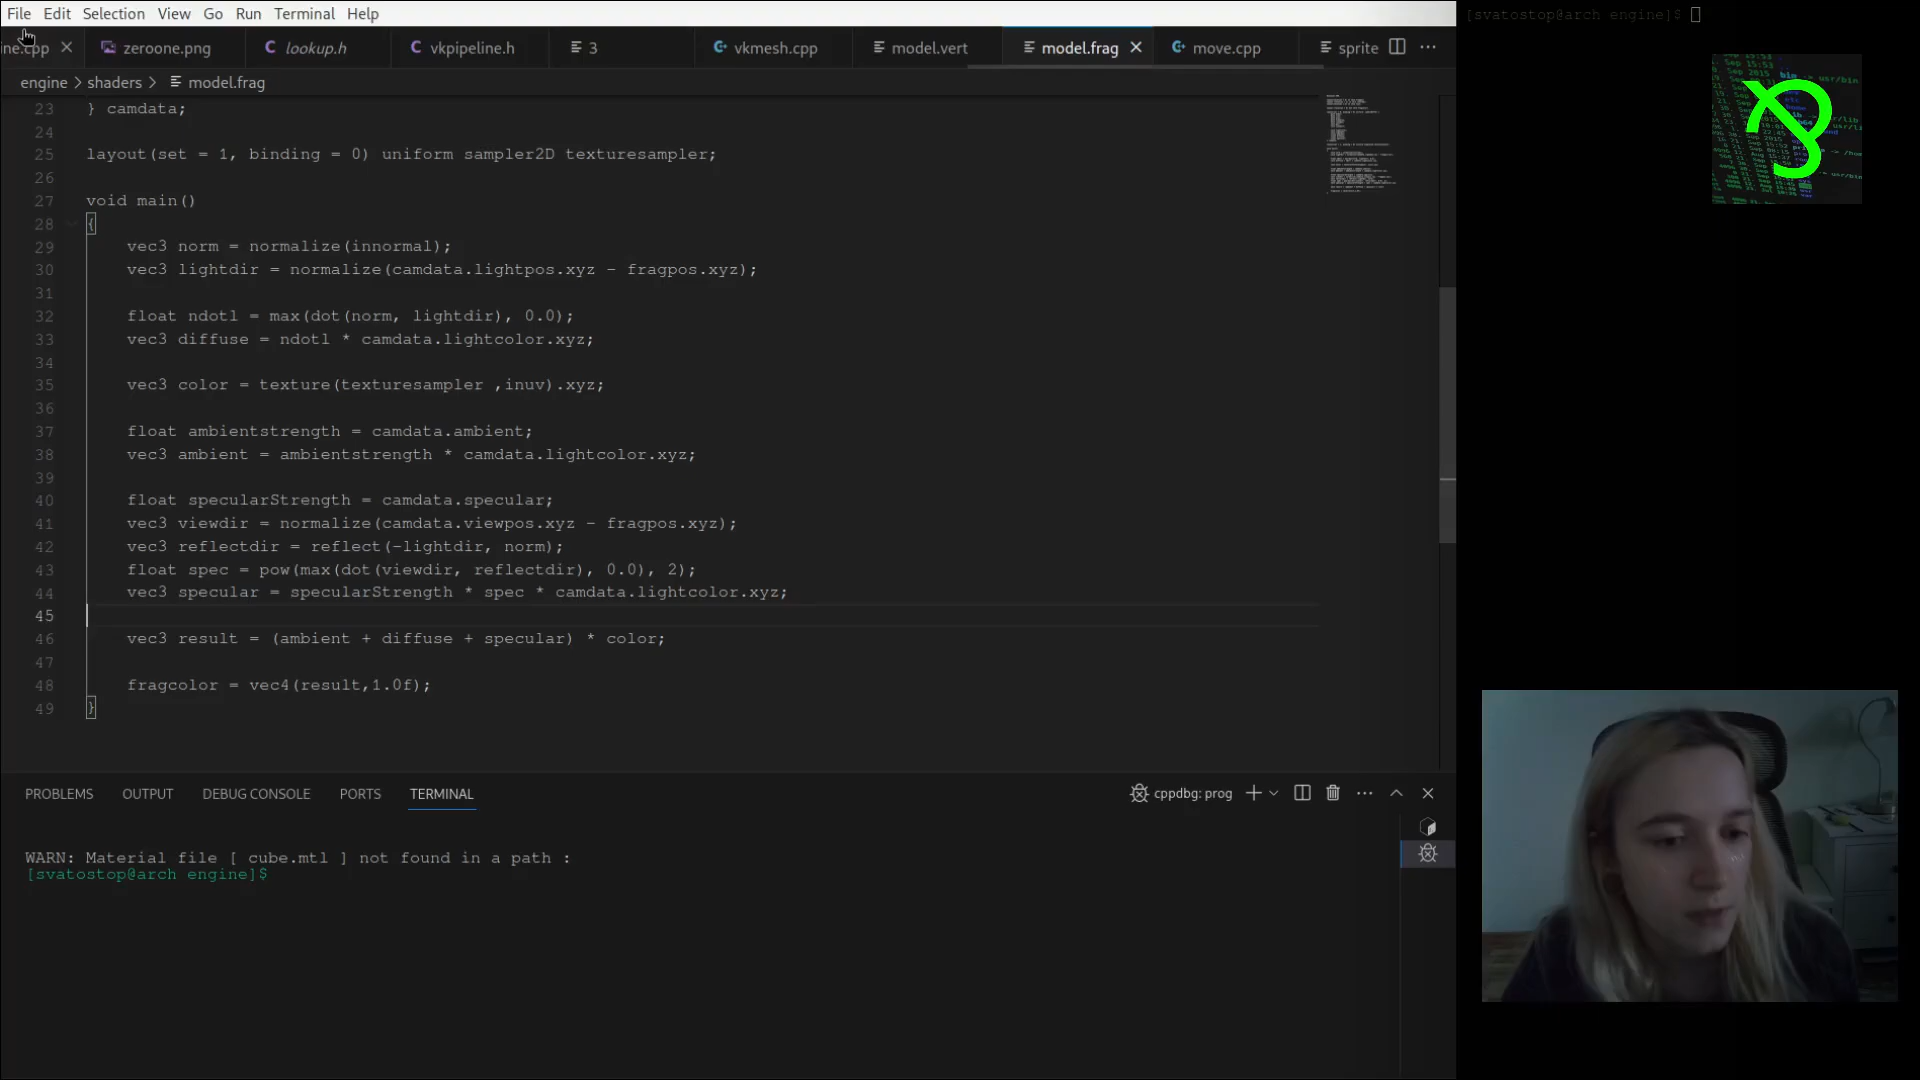 File Edit Selection View Go Run Terminal Help
[svatostop@arch engine]$
ine.cpp zeroone.png lookup.h vkpipeline.h 3 vkmesh.cpp model.vert model.frag move.cpp sprite
engine > shaders > model.frag
23 } camdata;
24
25 layout(set = 1, binding = 0) uniform sampler2D texturesampler;
26
27 void main()
28 {
29 vec3 norm = normalize(innormal);
30 vec3 lightdir = normalize(camdata.lightpos.xyz - fragpos.xyz);
31
32 float ndotl = max(dot(norm, lightdir), 0.0);
33 vec3 diffuse = ndotl * camdata.lightcolor.xyz;
34
35 vec3 color = texture(texturesampler ,inuv).xyz;
36
37 float ambientstrength = camdata.ambient;
38 vec3 ambient = ambientstrength * camdata.lightcolor.xyz;
39
40 float specularStrength = camdata.specular;
41 vec3 viewdir = normalize(camdata.viewpos.xyz - fragpos.xyz);
42 vec3 reflectdir = reflect(-lightdir, norm);
43 float spec = pow(max(dot(viewdir, reflectdir), 0.0), 2);
44 vec3 specular = specularStrength * spec * camdata.lightcolor.xyz;
45
46 vec3 result = (ambient + diffuse + specular) * color;
47
48 fragcolor = vec4(result,1.0f);
49 }
PROBLEMS OUTPUT DEBUG CONSOLE PORTS TERMINAL
cppdbg: prog
WARN: Material file [ cube.mtl ] not found in a path :
[svatostop@arch engine]$